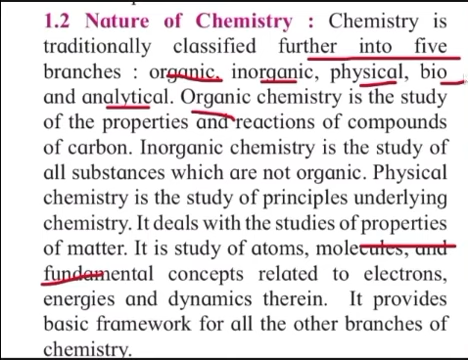 1.2 Nature of Chemistry : Chemistry is
traditionally classified further into five
branches : organic, inorganic, physical, bio
and analytical. Organic chemistry is the study
of the properties and reactions of compounds
of carbon. Inorganic chemistry is the study of
all substances which are not organic. Physical
chemistry is the study of principles underlying
chemistry. It deals with the studies of properties
of matter. It is study of atoms, molecules, and
fundamental concepts related to electrons,
energies and dynamics therein. It provides
basic framework for all the other branches of
chemistry.